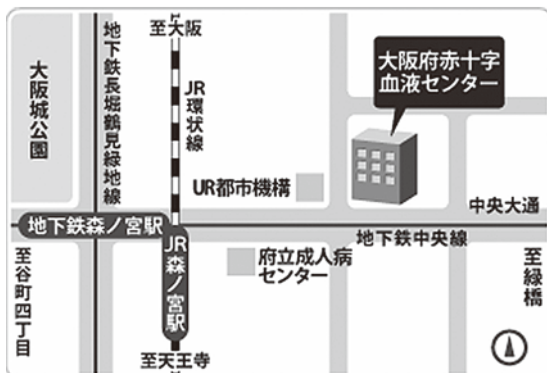 至大阪
大阪城公園
地下鉄長堀鶴見緑地線
JR環状線
大阪府赤十字
血液センター
UR都市機構
中央大通
地下鉄森ノ宮駅
地下鉄中央線
JR森ノ宮駅
府立成人病
センター
至谷町四丁目
至緑橋
至天王寺